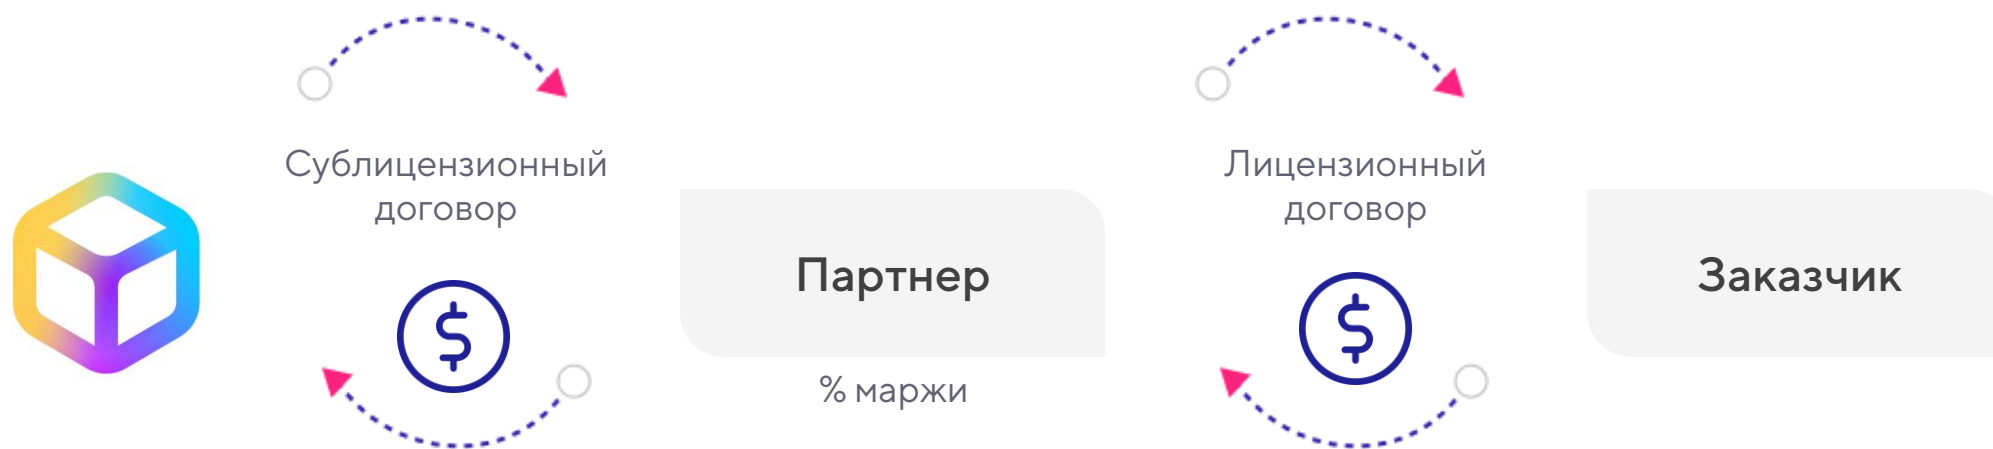 Сублицензионный
договор
Партнер
% маржи
Лицензионный
договор
Заказчик